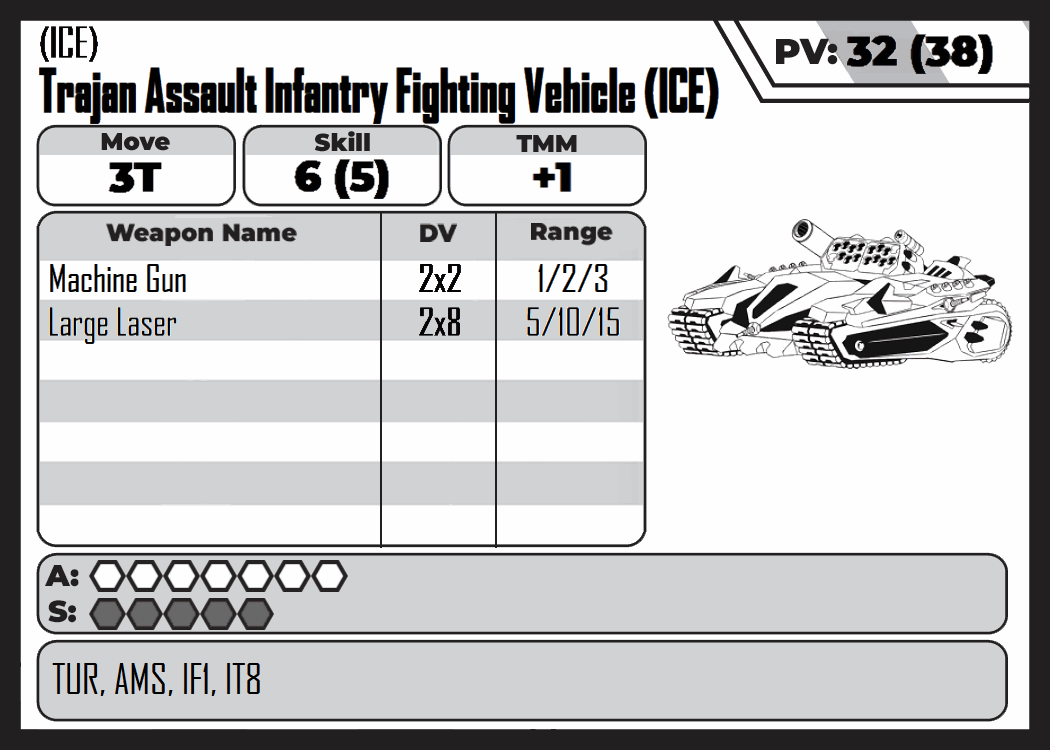 (ICE)
PV: 32 (38)
Trajan Assault Infantry Fighting Vehicle (ICE)
Move Skill TMM
3T 6 (5) +1
Weapon Name DV Range
Machine Gun 2x2 1/2/3
Large Laser 2x8 5/10/15
A:
S:
TUR, AMS, IF1, IT8